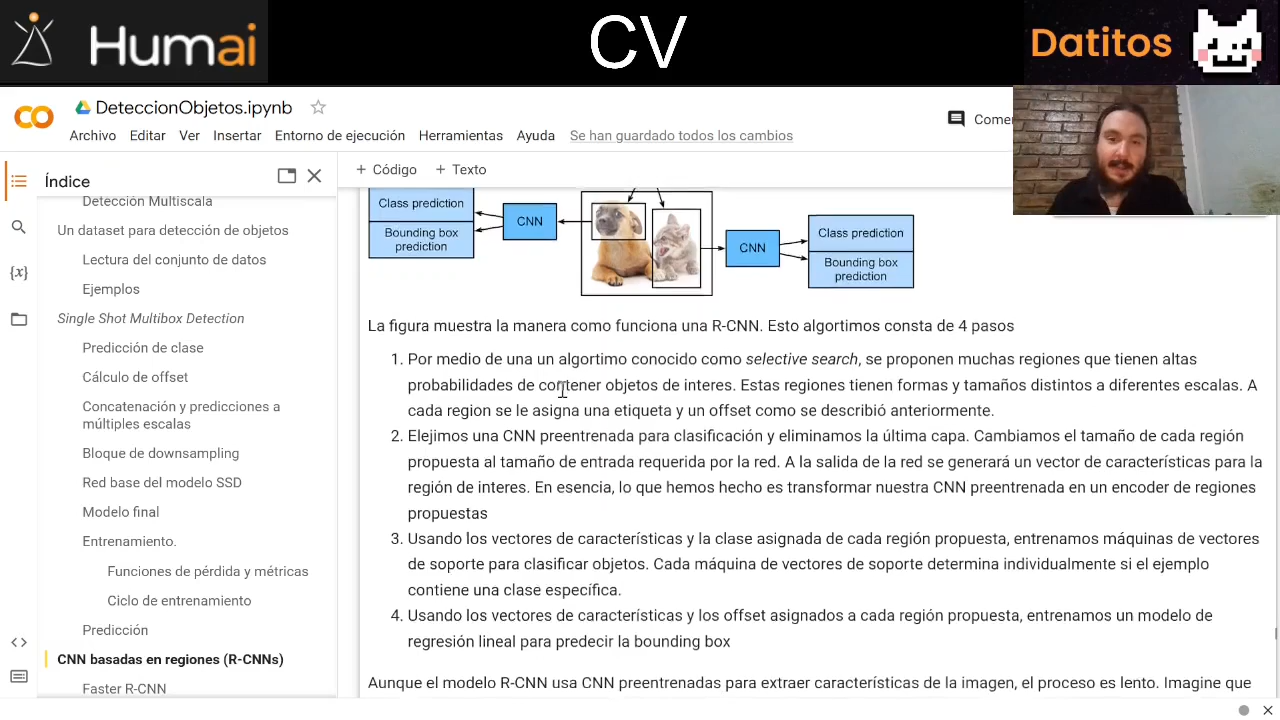 Humai
CV
Datitos
DeteccionObjetos.ipynb
Archivo Editar Ver Insertar Entorno de ejecución Herramientas Ayuda Se han guardado todos los cambios
Índice
+ Código + Texto
Detección Multiscala
Un dataset para detección de objetos
Lectura del conjunto de datos
Ejemplos
Single Shot Multibox Detection
Predicción de clase
Cálculo de offset
Concatenación y predicciones a
múltiples escalas
Bloque de downsampling
Red base del modelo SSD
Modelo final
Entrenamiento.
Funciones de pérdida y métricas
Ciclo de entrenamiento
Predicción
CNN basadas en regiones (R-CNNs)
Faster R-CNN
Class prediction
Bounding box
prediction
CNN
CNN
Class prediction
Bounding box
prediction
La figura muestra la manera como funciona una R-CNN. Esto algortimos consta de 4 pasos
1. Por medio de una un algortimo conocido como selective search, se proponen muchas regiones que tienen altas
probabilidades de contener objetos de interes. Estas regiones tienen formas y tamaños distintos a diferentes escalas. A
cada region se le asigna una etiqueta y un offset como se describió anteriormente.
2. Elejimos una CNN preentrenada para clasificación y eliminamos la última capa. Cambiamos el tamaño de cada región
propuesta al tamaño de entrada requerida por la red. A la salida de la red se generará un vector de características para la
región de interes. En esencia, lo que hemos hecho es transformar nuestra CNN preentrenada en un encoder de regiones
propuestas
3. Usando los vectores de características y la clase asignada de cada región propuesta, entrenamos máquinas de vectores
de soporte para clasificar objetos. Cada máquina de vectores de soporte determina individualmente si el ejemplo
contiene una clase específica.
4. Usando los vectores de características y los offset asignados a cada región propuesta, entrenamos un modelo de
regresión lineal para predecir la bounding box
Aunque el modelo R-CNN usa CNN preentrenadas para extraer características de la imagen, el proceso es lento. Imagine que